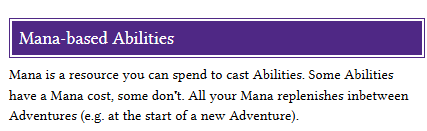 Mana-based Abilities
Mana is a resource you can spend to cast Abilities. Some Abilities
have a Mana cost, some don't. All your Mana replenishes inbetween
Adventures (e.g. at the start of a new Adventure).